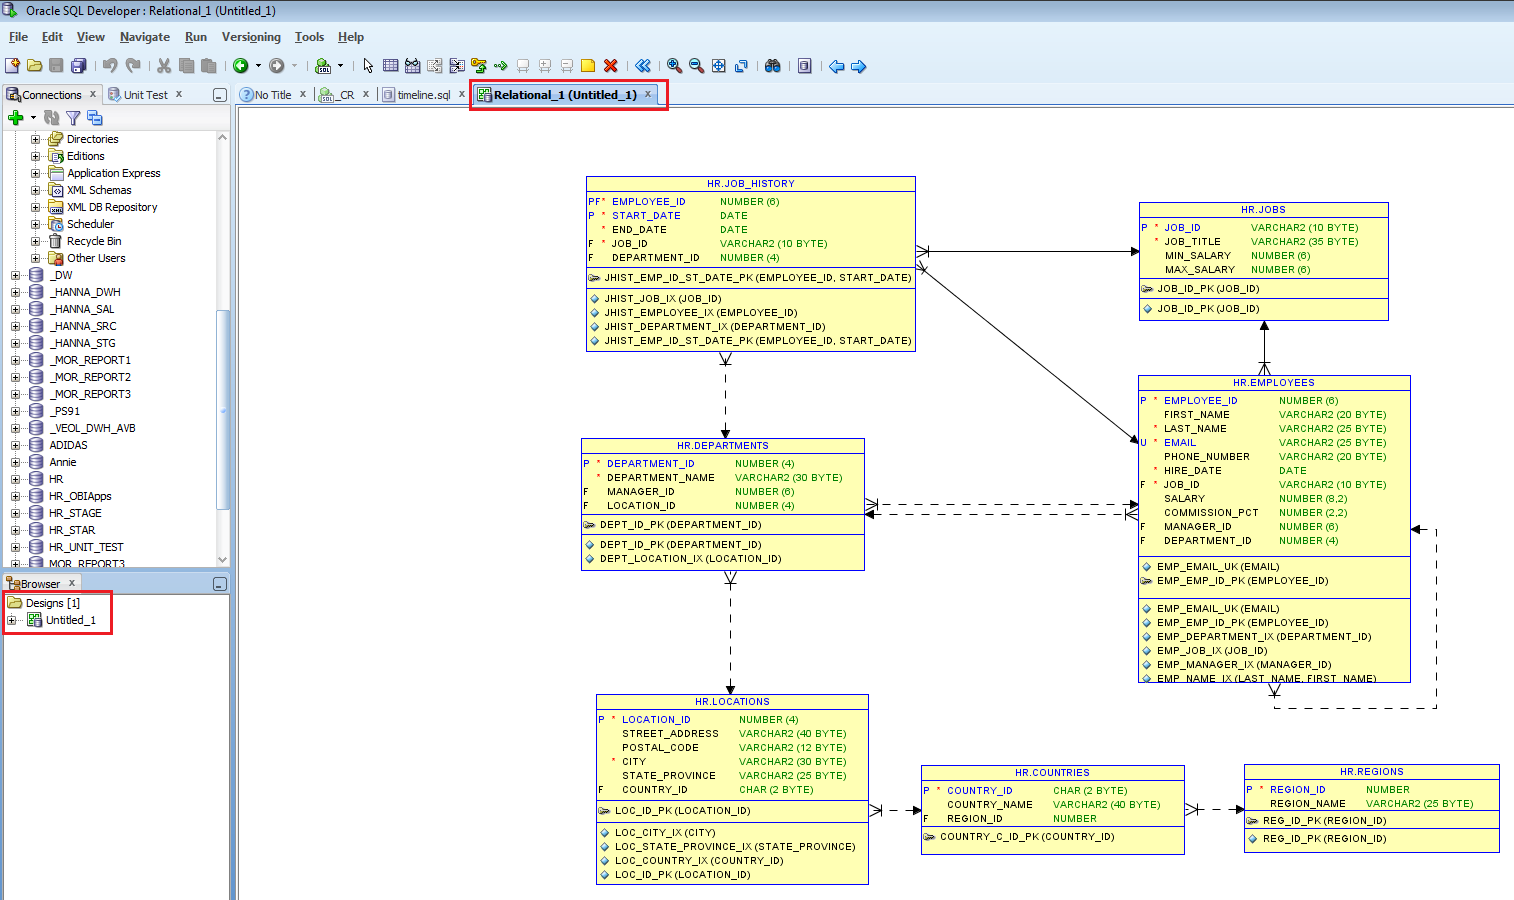 Oracle SQL Developer : Relational_1 (Untitled_1)
File Edit View Navigate Run Versioning Tools Help
Connections x Unit Test x
No Title x _CR x timeline.sql x Relational_1 (Untitled_1) x
Directories
Editions
Application Express
XML Schemas
XML DB Repository
Scheduler
Recycle Bin
Other Users
_DW
_HANNA_DWH
_HANNA_SAL
_HANNA_SRC
_HANNA_STG
_MOR_REPORT1
_MOR_REPORT2
_MOR_REPORT3
_PS91
_VEOL_DWH_AVB
ADIDAS
Annie
HR
HR_OBIApps
HR_STAGE
HR_STAR
HR_UNIT_TEST
MOR_REPORT3
Browser x
Designs [1]
Untitled_1
HR.JOB_HISTORY
PF* EMPLOYEE_ID NUMBER (6)
P * START_DATE DATE
* END_DATE DATE
F * JOB_ID VARCHAR2 (10 BYTE)
F DEPARTMENT_ID NUMBER (4)
JHIST_EMP_ID_ST_DATE_PK (EMPLOYEE_ID, START_DATE)
JHIST_JOB_IX (JOB_ID)
JHIST_EMPLOYEE_IX (EMPLOYEE_ID)
JHIST_DEPARTMENT_IX (DEPARTMENT_ID)
JHIST_EMP_ID_ST_DATE_PK (EMPLOYEE_ID, START_DATE)
HR.JOBS
P * JOB_ID VARCHAR2 (10 BYTE)
* JOB_TITLE VARCHAR2 (35 BYTE)
MIN_SALARY NUMBER (6)
MAX_SALARY NUMBER (6)
JOB_ID_PK (JOB_ID)
JOB_ID_PK (JOB_ID)
HR.DEPARTMENTS
P * DEPARTMENT_ID NUMBER (4)
* DEPARTMENT_NAME VARCHAR2 (30 BYTE)
F MANAGER_ID NUMBER (6)
F LOCATION_ID NUMBER (4)
DEPT_ID_PK (DEPARTMENT_ID)
DEPT_ID_PK (DEPARTMENT_ID)
DEPT_LOCATION_IX (LOCATION_ID)
HR.EMPLOYEES
P * EMPLOYEE_ID NUMBER (6)
FIRST_NAME VARCHAR2 (20 BYTE)
* LAST_NAME VARCHAR2 (25 BYTE)
U * EMAIL VARCHAR2 (25 BYTE)
PHONE_NUMBER VARCHAR2 (20 BYTE)
* HIRE_DATE DATE
F * JOB_ID VARCHAR2 (10 BYTE)
SALARY NUMBER (8,2)
COMMISSION_PCT NUMBER (2,2)
F MANAGER_ID NUMBER (6)
F DEPARTMENT_ID NUMBER (4)
EMP_EMAIL_UK (EMAIL)
EMP_EMP_ID_PK (EMPLOYEE_ID)
EMP_EMAIL_UK (EMAIL)
EMP_EMP_ID_PK (EMPLOYEE_ID)
EMP_DEPARTMENT_IX (DEPARTMENT_ID)
EMP_JOB_IX (JOB_ID)
EMP_MANAGER_IX (MANAGER_ID)
EMP_NAME_IX (LAST_NAME, FIRST_NAME)
HR.LOCATIONS
P * LOCATION_ID NUMBER (4)
STREET_ADDRESS VARCHAR2 (40 BYTE)
POSTAL_CODE VARCHAR2 (12 BYTE)
* CITY VARCHAR2 (30 BYTE)
STATE_PROVINCE VARCHAR2 (25 BYTE)
F COUNTRY_ID CHAR (2 BYTE)
LOC_ID_PK (LOCATION_ID)
LOC_CITY_IX (CITY)
LOC_STATE_PROVINCE_IX (STATE_PROVINCE)
LOC_COUNTRY_IX (COUNTRY_ID)
LOC_ID_PK (LOCATION_ID)
HR.COUNTRIES
P * COUNTRY_ID CHAR (2 BYTE)
COUNTRY_NAME VARCHAR2 (40 BYTE)
F REGION_ID NUMBER
COUNTRY_C_ID_PK (COUNTRY_ID)
HR.REGIONS
P * REGION_ID NUMBER
REGION_NAME VARCHAR2 (25 BYTE)
REG_ID_PK (REGION_ID)
REG_ID_PK (REGION_ID)